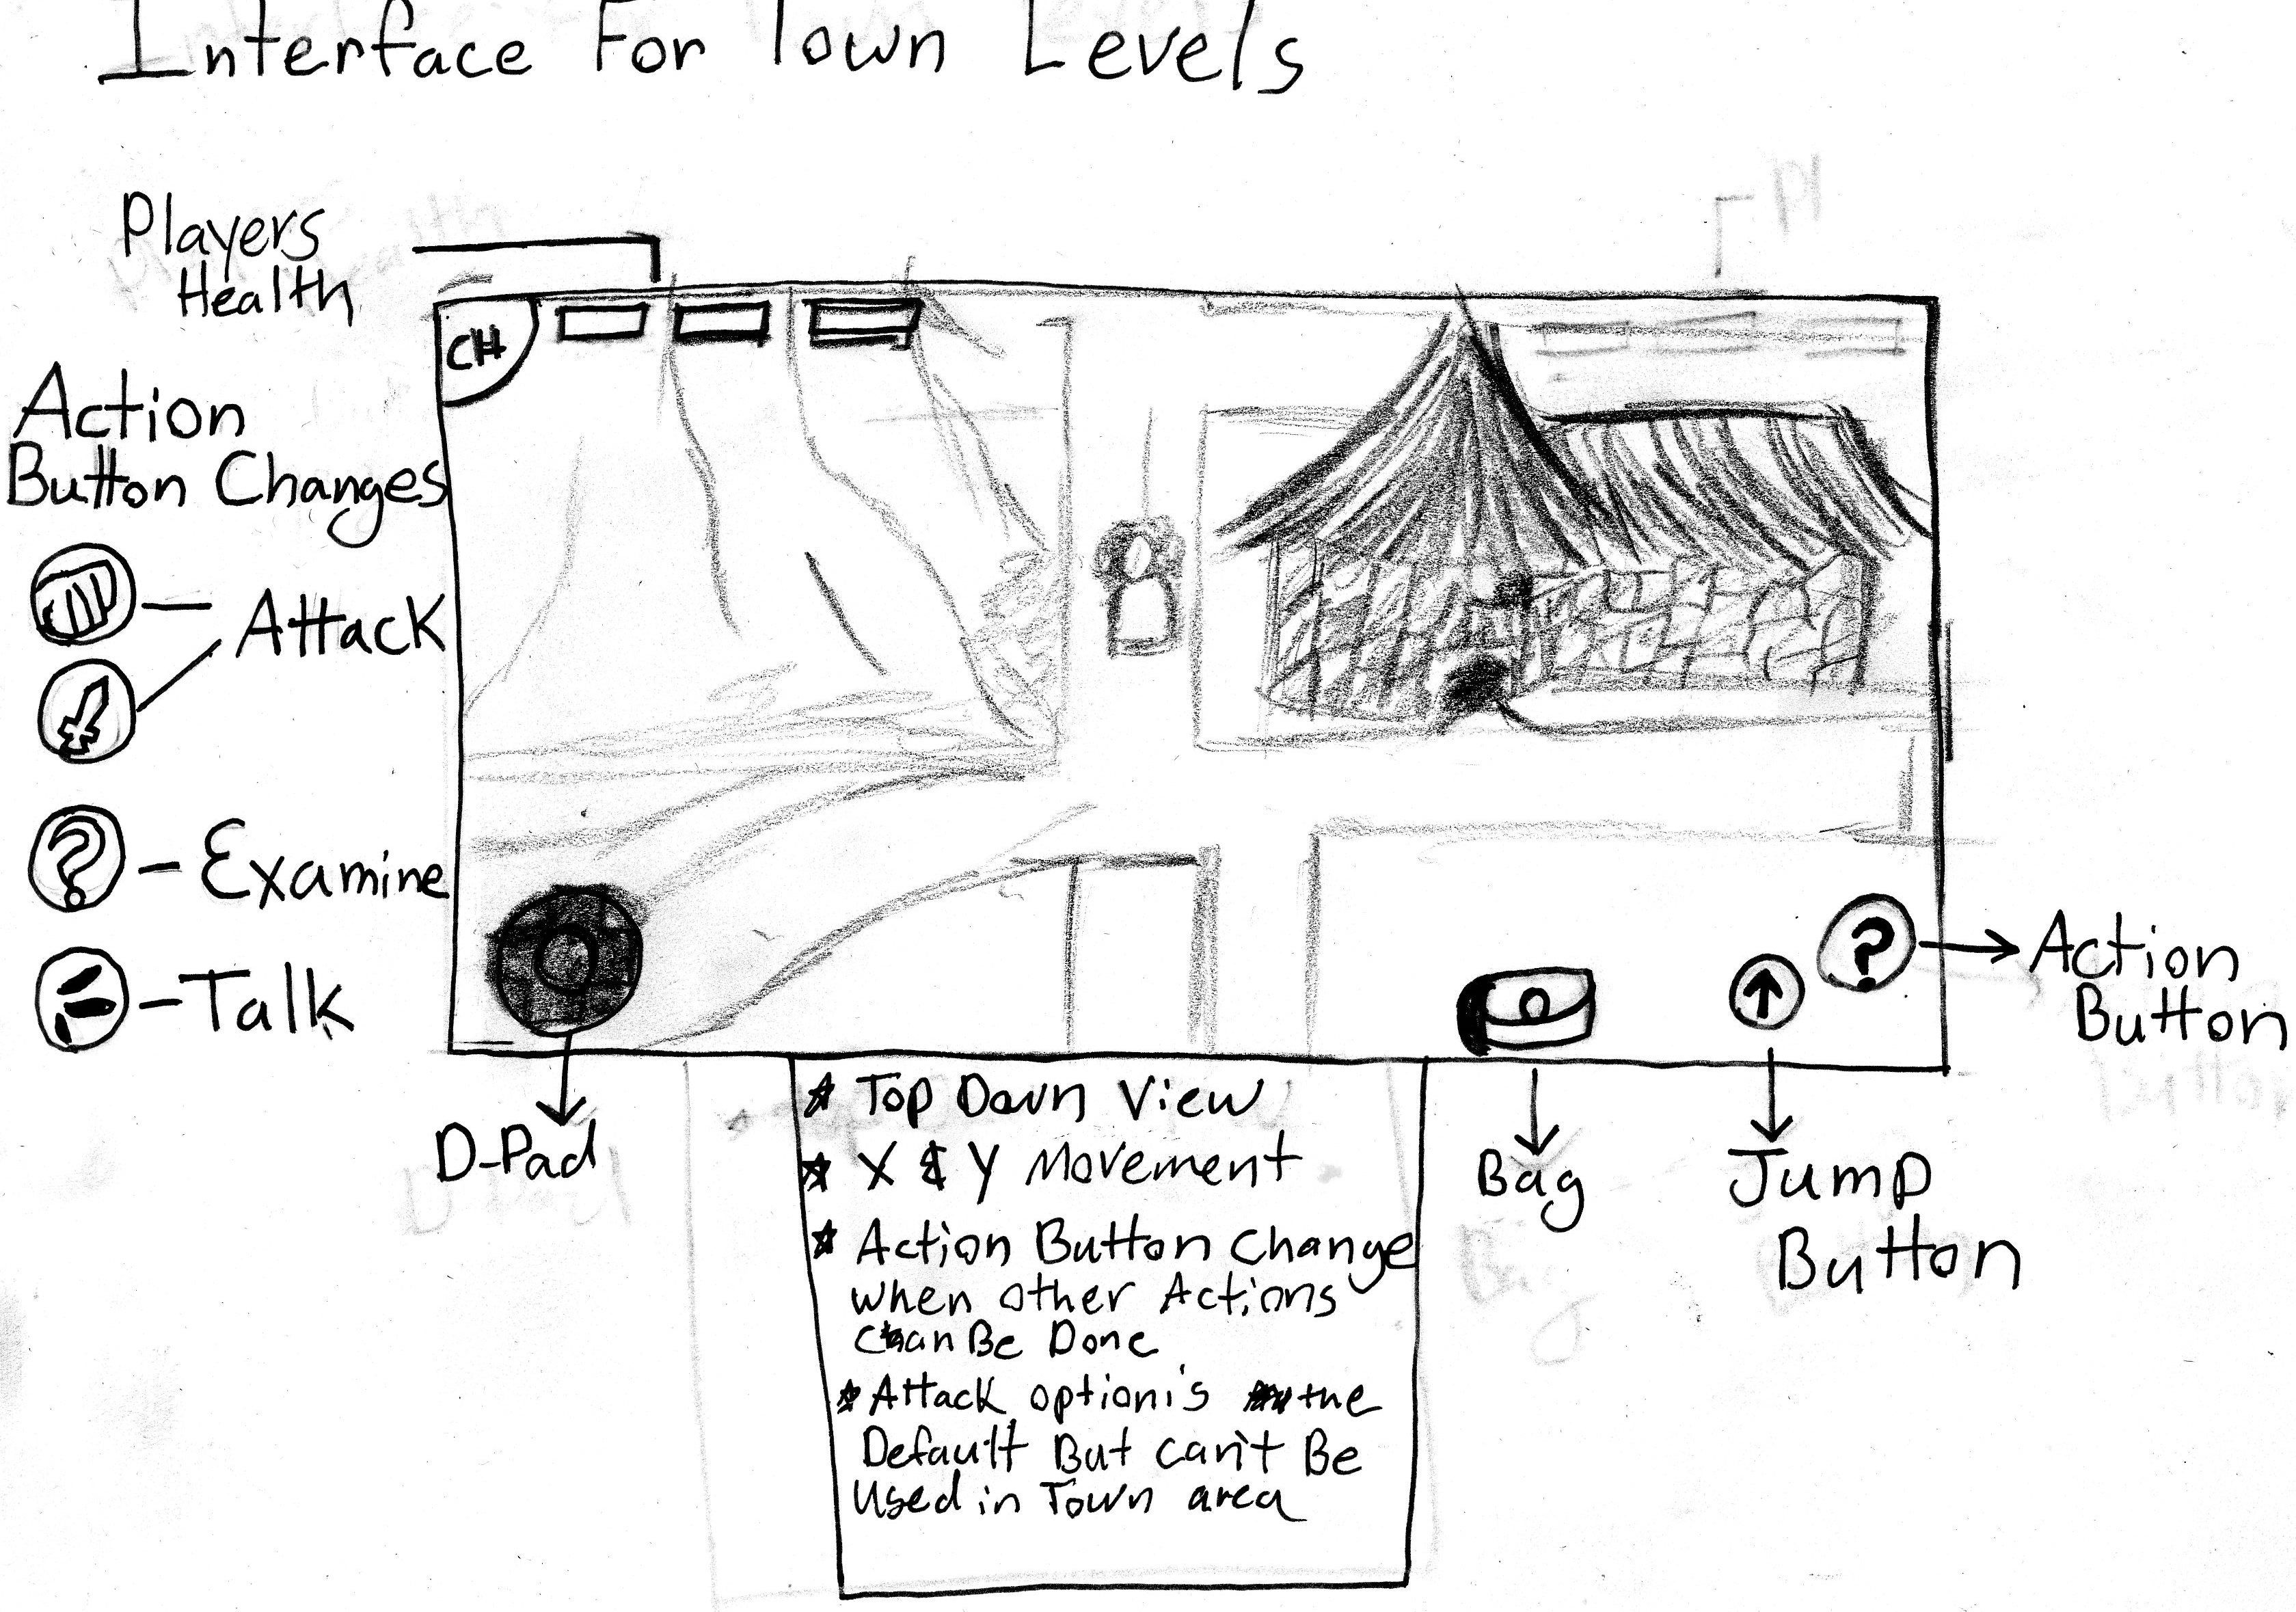 Interface For Town Levels
Players
Health
CH
Action
Button Changes
Attack
Examine
Talk
Action
Button
D-Pad
Bag
Jump
Button
Top Down View
X & Y Movement
Action Button Change
when other Actions
Can Be Done
Attack option is the
Default But can't Be
Used in Town area